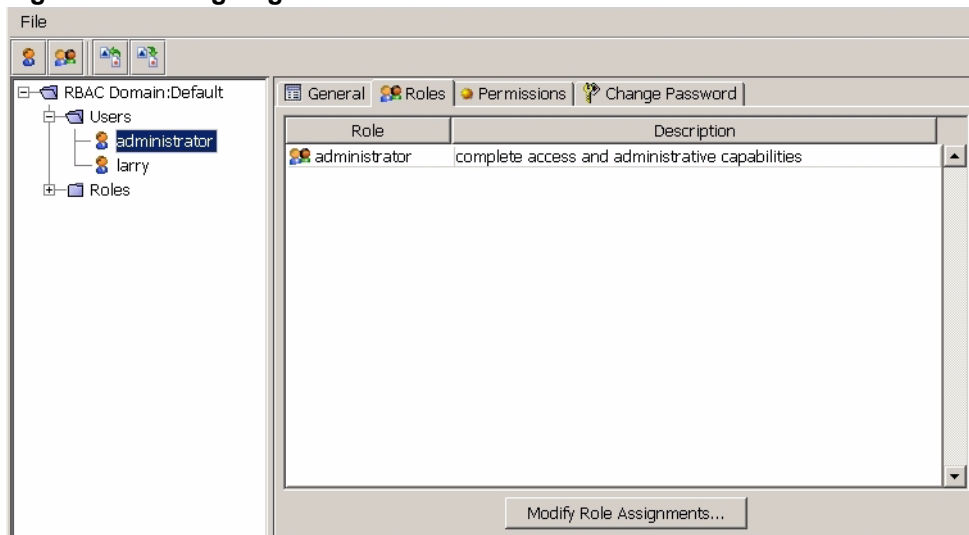 File
RBAC Domain:Default
Users
administrator
larry
Roles
General Roles Permissions Change Password
Role Description
administrator complete access and administrative capabilities
Modify Role Assignments...